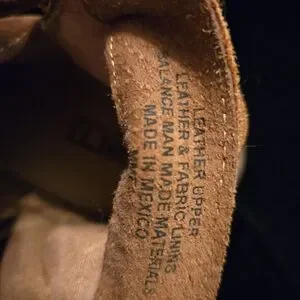 LEATHER UPPER
LEATHER & FABRIC LINING
BALANCE MAN MADE MATERIALS
MADE IN MEXICO